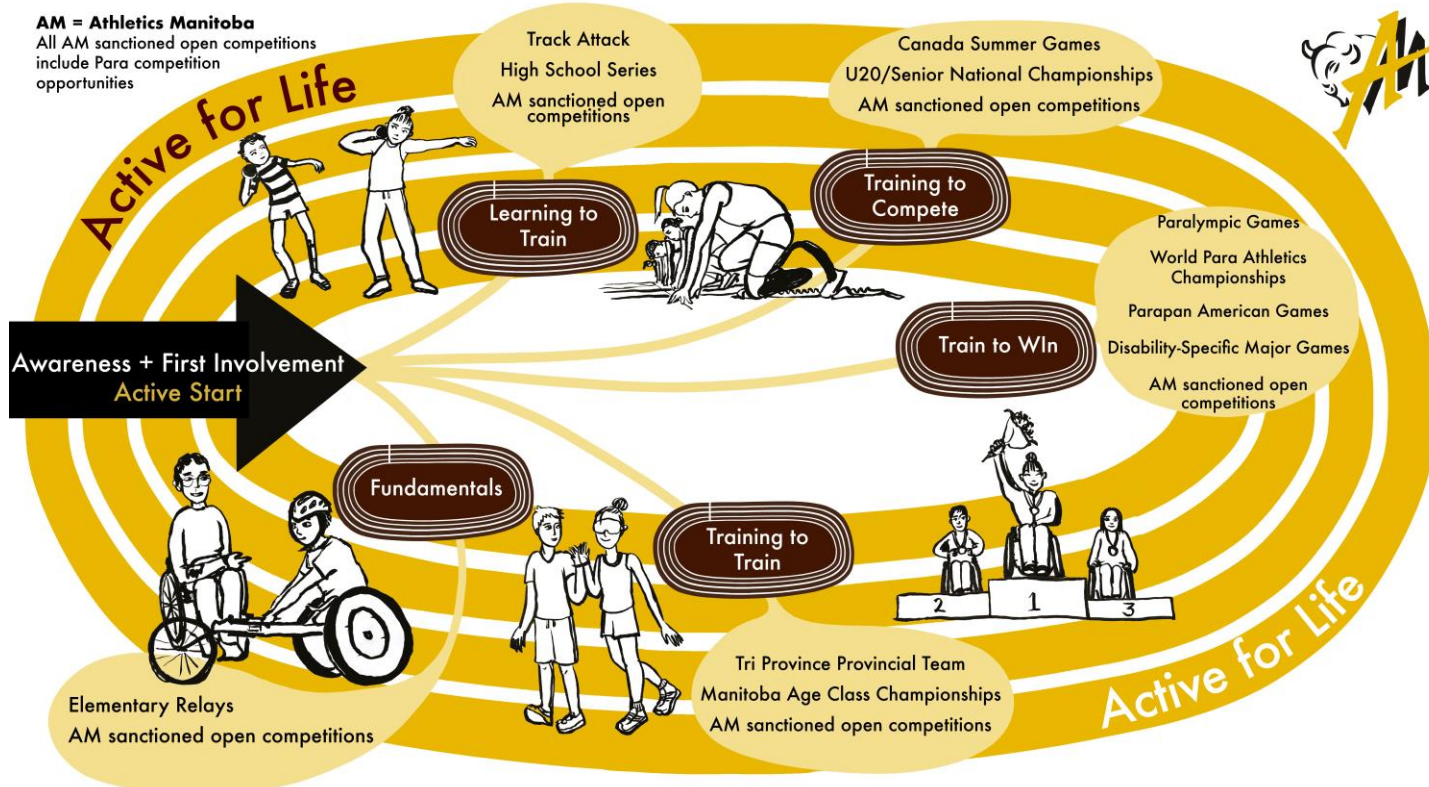 AM = Athletics Manitoba
All AM sanctioned open competitions
include Para competition
opportunities
Active for Life
Track Attack
High School Series
AM sanctioned open
competitions
Canada Summer Games
U20/Senior National Championships
AM sanctioned open competitions
AM
Learning to
Train
Training to
Compete
Paralympic Games
World Para Athletics
Championships
Parapan American Games
Disability-Specific Major Games
AM sanctioned open
competitions
Train to WIn
Awareness + First Involvement
Active Start
Fundamentals
Training to
Train
2
1
3
Elementary Relays
AM sanctioned open competitions
Tri Province Provincial Team
Manitoba Age Class Championships
AM sanctioned open competitions
Active for Life